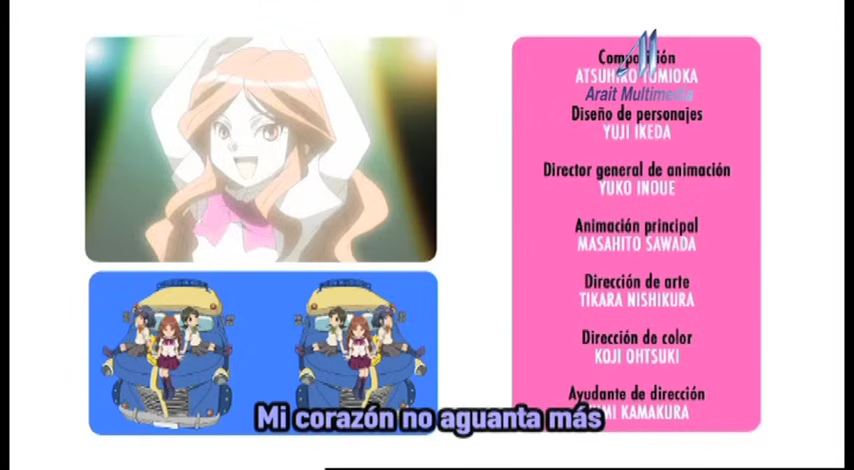 Composición
ATSUHIRO TOMIOKA
Arait Multimedia
Diseño de personajes
YUJI IKEDA
Director general de animación
YUKO INOUE
Animación principal
MASAHITO SAWADA
Dirección de arte
TIKARA NISHIKURA
Dirección de color
KOJI OHTSUKI
Ayudante de dirección
KAMAKURA
Mi corazón no aguanta más